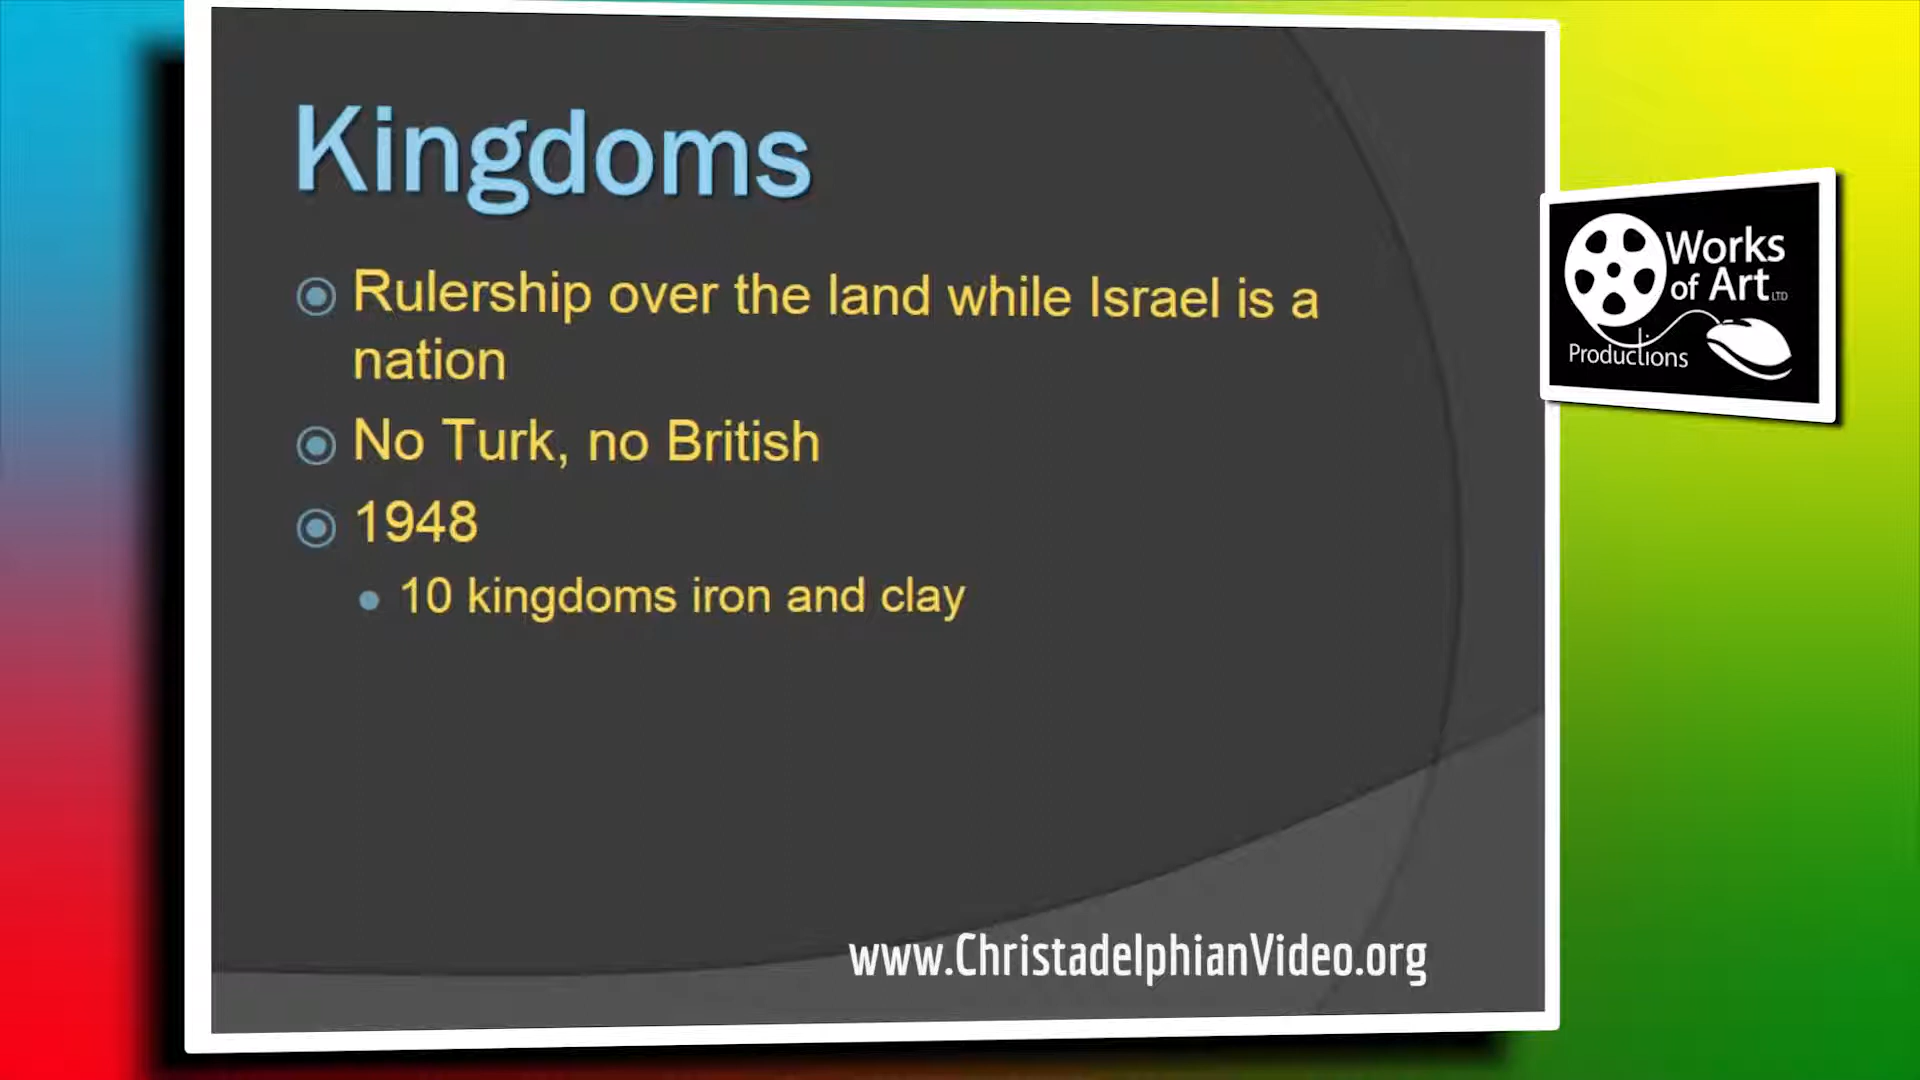 Kingdoms
Rulership over the land while Israel is a
nation
No Turk, no British
1948
10 kingdoms iron and clay
www.ChristadelphianVideo.org
Works
of Art LTD
Productions